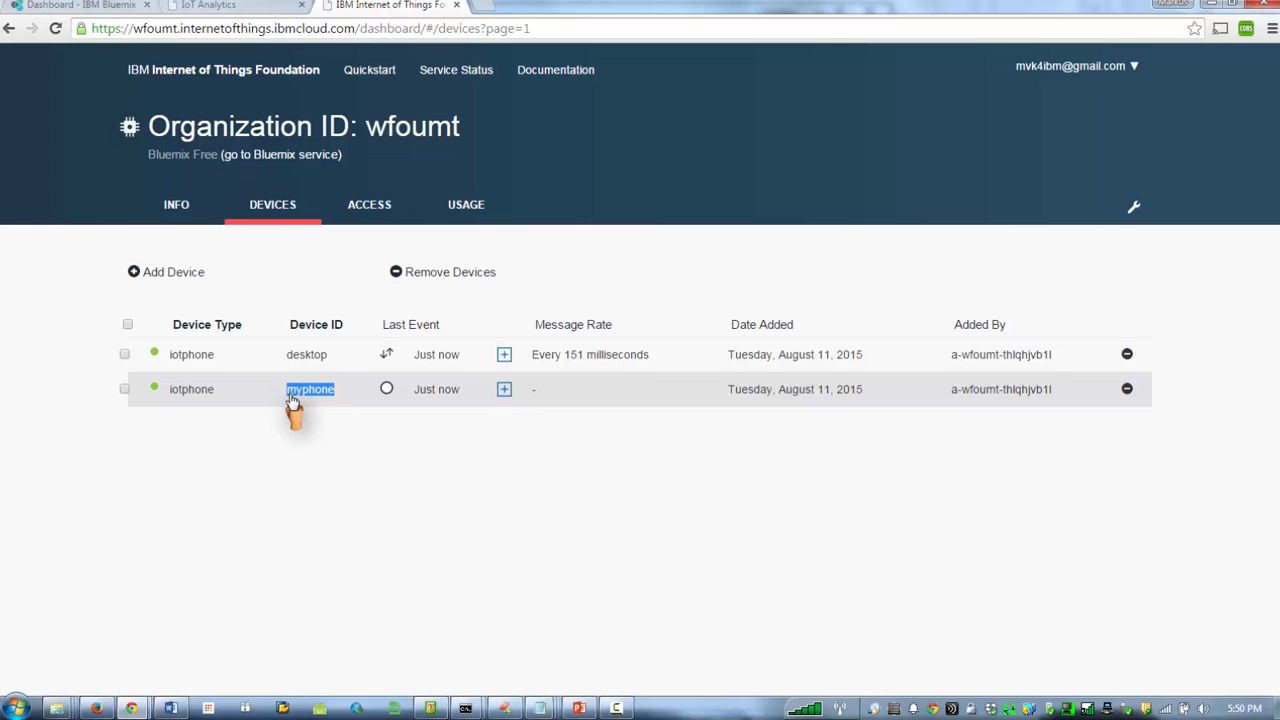 Dashboard - IBM Bluemix
IoT Analytics
IBM Internet of Things Fo
Markus
https://wfoumt.internetofthings.ibmcloud.com/dashboard/#/devices?page=1
CORS
IBM Internet of Things Foundation
Quickstart
Service Status
Documentation
mvk4ibm@gmail.com ▼
Organization ID: wfoumt
Bluemix Free (go to Bluemix service)
INFO
DEVICES
ACCESS
USAGE
Add Device
Remove Devices
Device Type Device ID Last Event Message Rate Date Added Added By
iotphone desktop Just now Every 151 milliseconds Tuesday, August 11, 2015 a-wfoumt-thlqhjvb1l
iotphone myphone Just now - Tuesday, August 11, 2015 a-wfoumt-thlqhjvb1l
5:50 PM